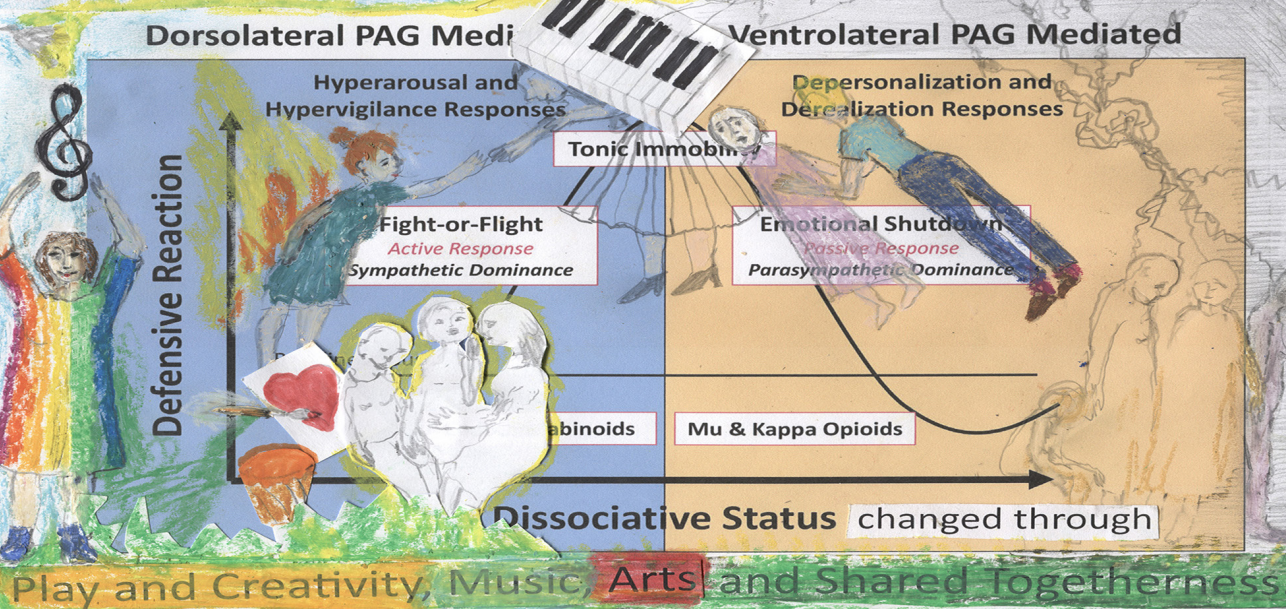 Dorsolateral PAG Medi
Ventrolateral PAG Mediated
Hyperarousal and
Hypervigilance Responses
Depersonalization and
Derealization Responses
Tonic Immobility
Defensive Reaction
Fight-or-Flight
Active Response
Sympathetic Dominance
Emotional Shutdown
Passive Response
Parasympathetic Dominance
abinoids
Mu & Kappa Opioids
Dissociative Status changed through
Play and Creativity, Music, Arts and Shared Togetherness